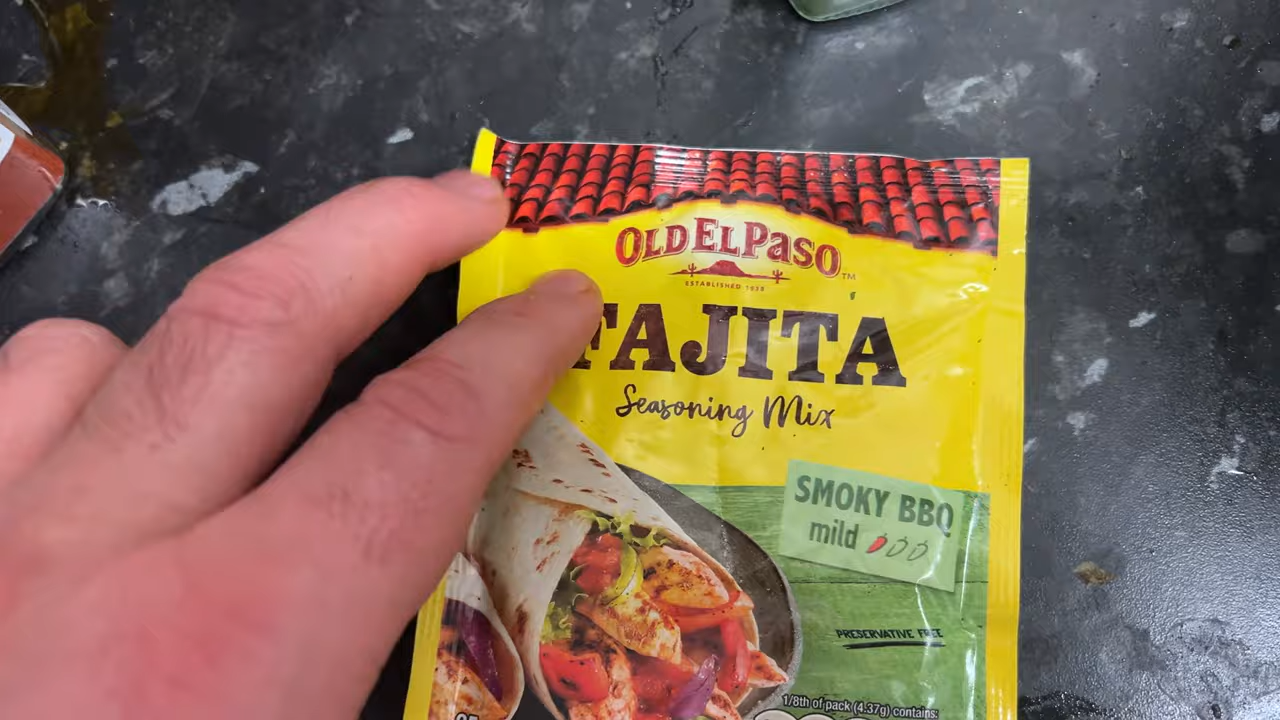 OLD EL PASO™
ESTABLISHED 1938
FAJITA
Seasoning Mix
SMOKY BBQ
mild
PRESERVATIVE FREE
1/8th of pack (4.37g) contains: